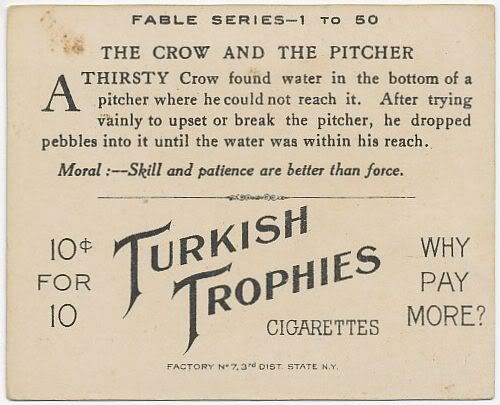 FABLE SERIES—1 TO 50
THE CROW AND THE PITCHER
A THIRSTY Crow found water in the bottom of a
pitcher where he could not reach it. After trying
vainly to upset or break the pitcher, he dropped
pebbles into it until the water was within his reach.
Moral:--Skill and patience are better than force.
10¢
FOR
10
TURKISH
TROPHIES
CIGARETTES
WHY
PAY
MORE?
FACTORY Nº 7, 3rd DIST. STATE N.Y.